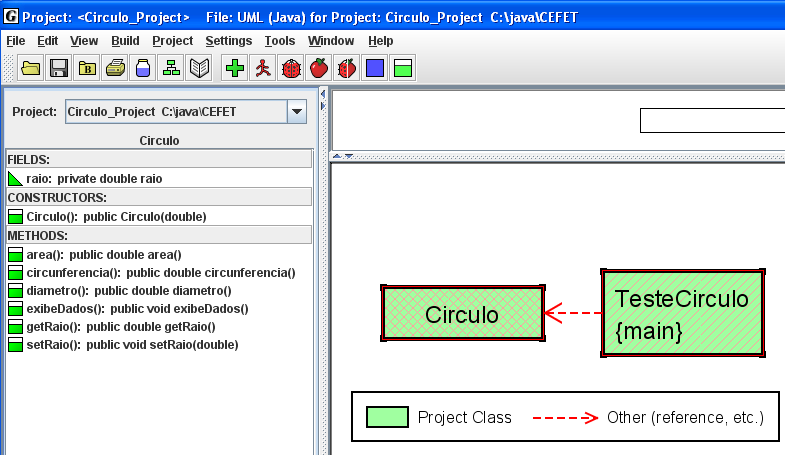 G Project: <Circulo_Project> File: UML (Java) for Project: Circulo_Project C:\java\CEFET
File Edit View Build Project Settings Tools Window Help
B
Project: Circulo_Project C:\java\CEFET
Circulo
FIELDS:
raio: private double raio
CONSTRUCTORS:
Circulo(): public Circulo(double)
METHODS:
area(): public double area()
circunferencia(): public double circunferencia()
diametro(): public double diametro()
exibeDados(): public void exibeDados()
getRaio(): public double getRaio()
setRaio(): public void setRaio(double)
Circulo
TesteCirculo
{main}
Project Class Other (reference, etc.)